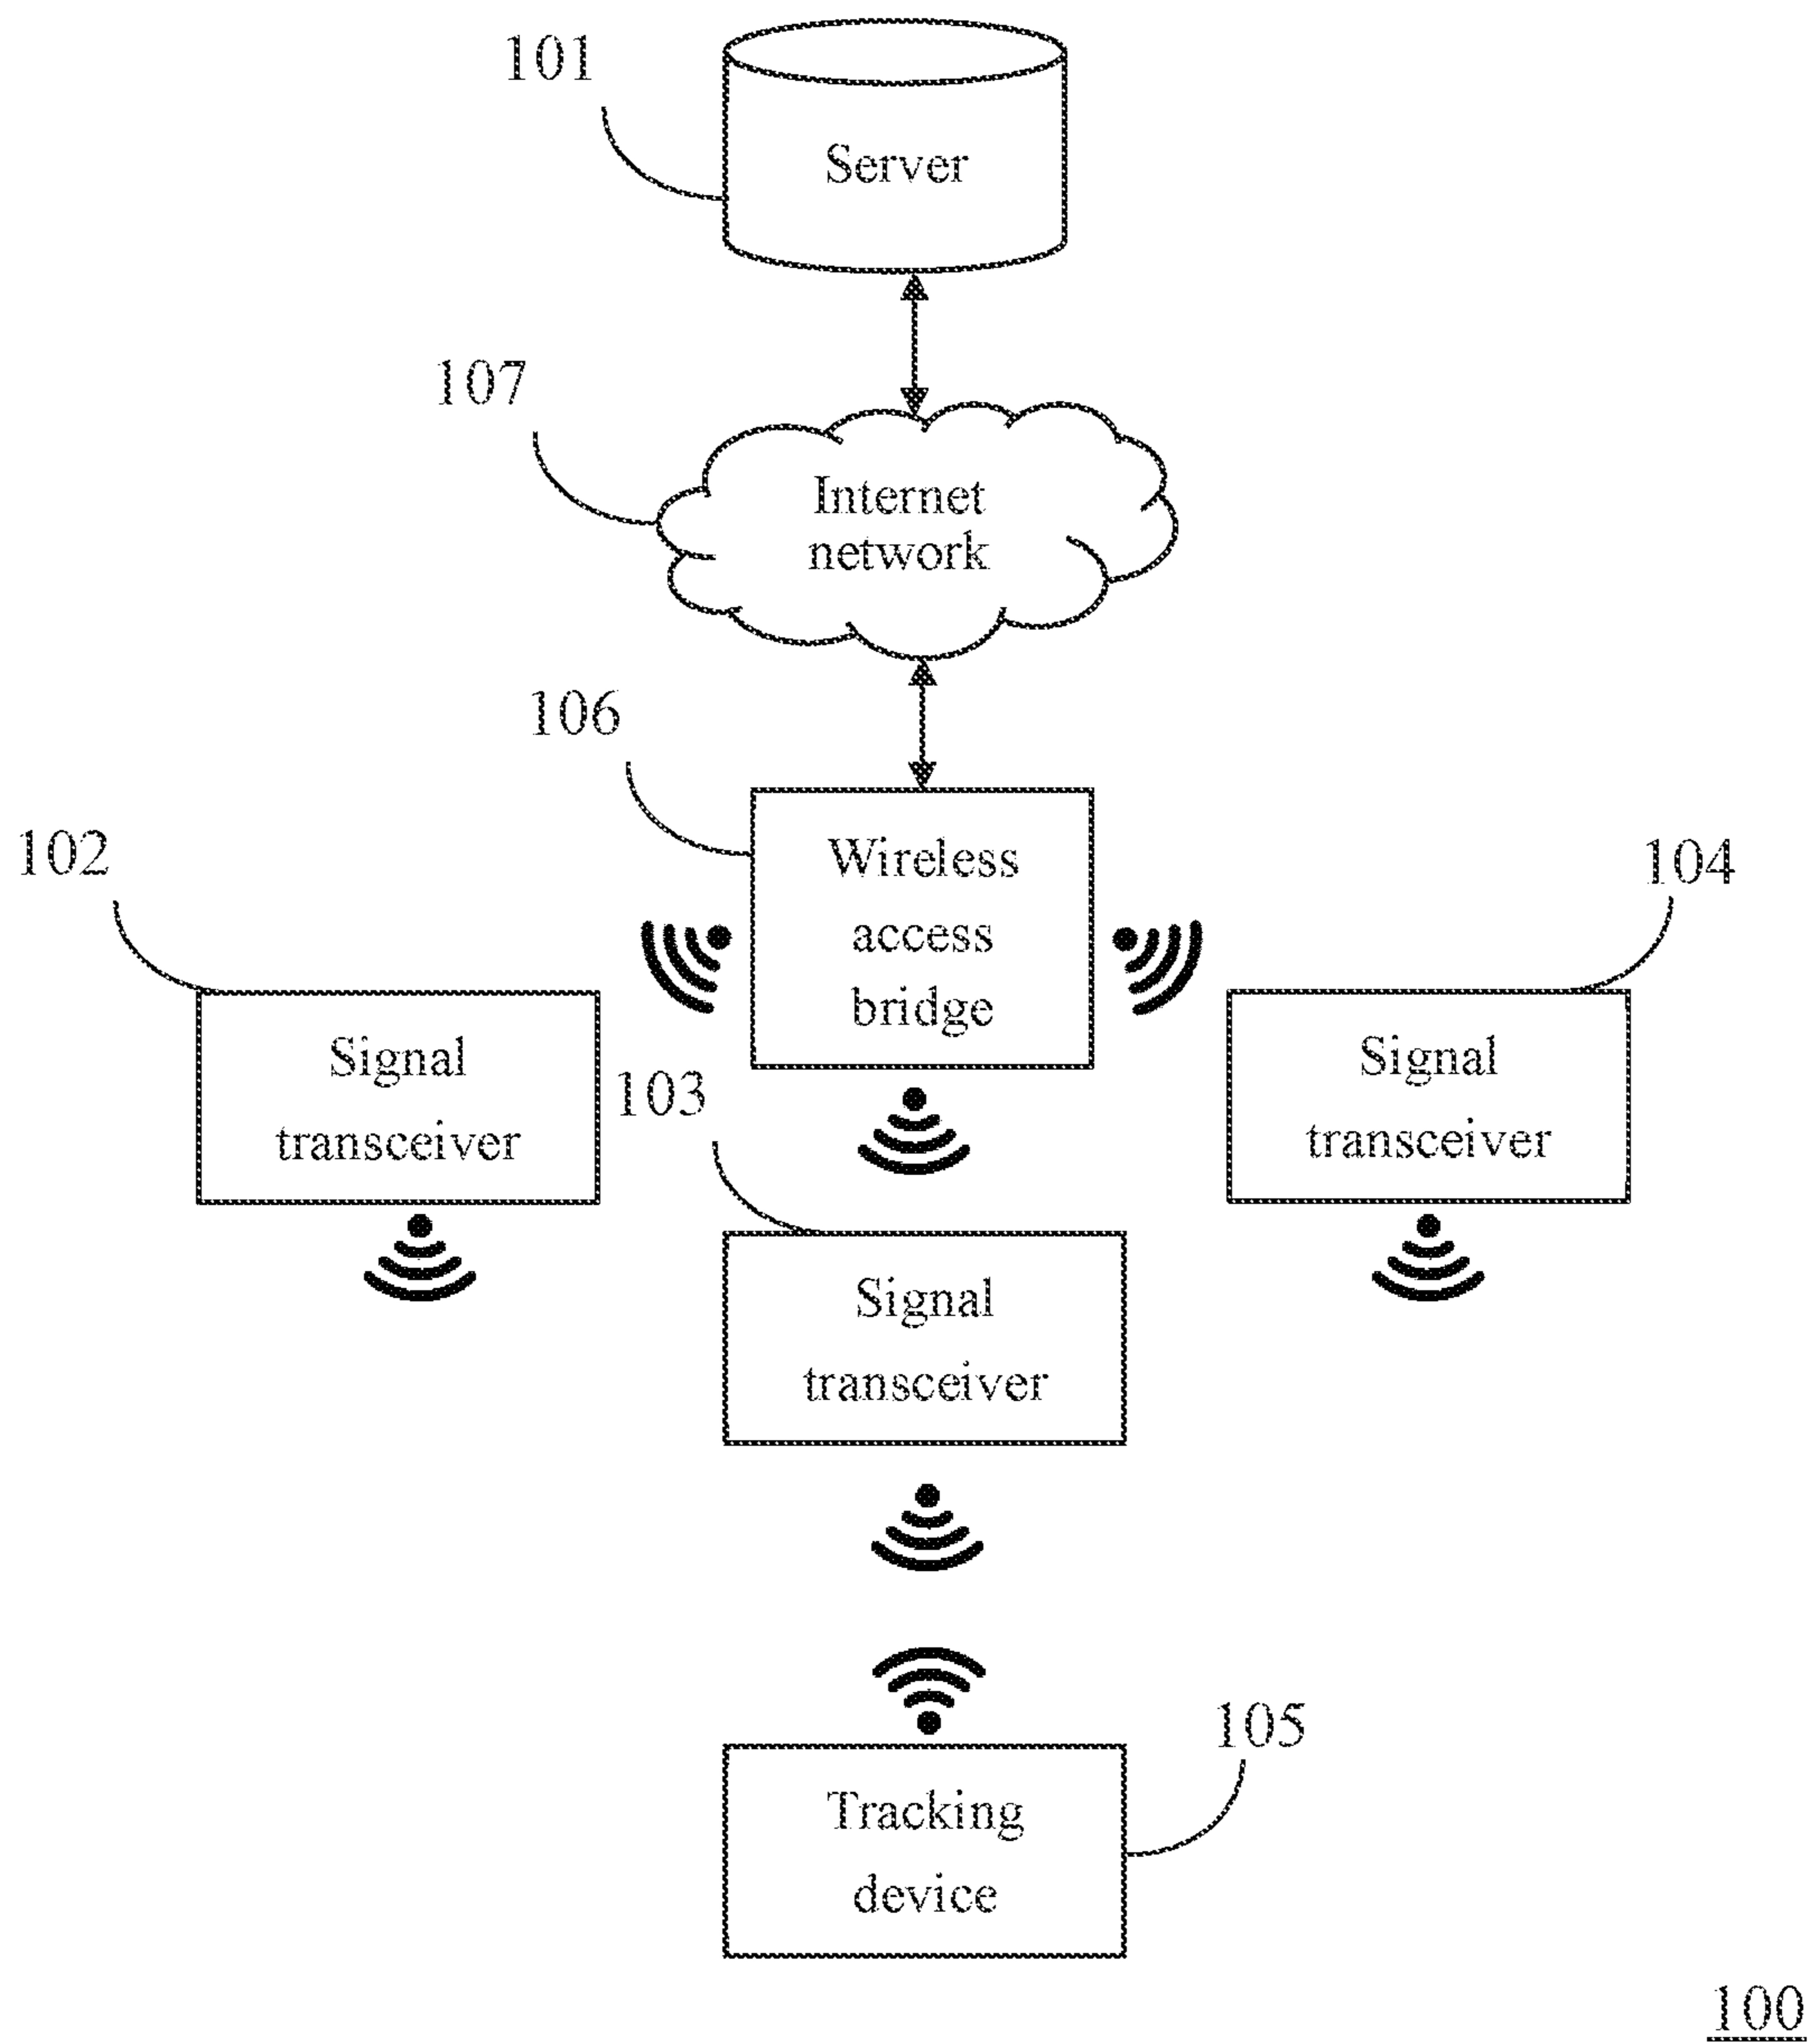 101
Server
107
Internet
network
106
Wireless
access
bridge
102
Signal
transceiver
104
Signal
transceiver
103
Signal
transceiver
105
Tracking
device
100